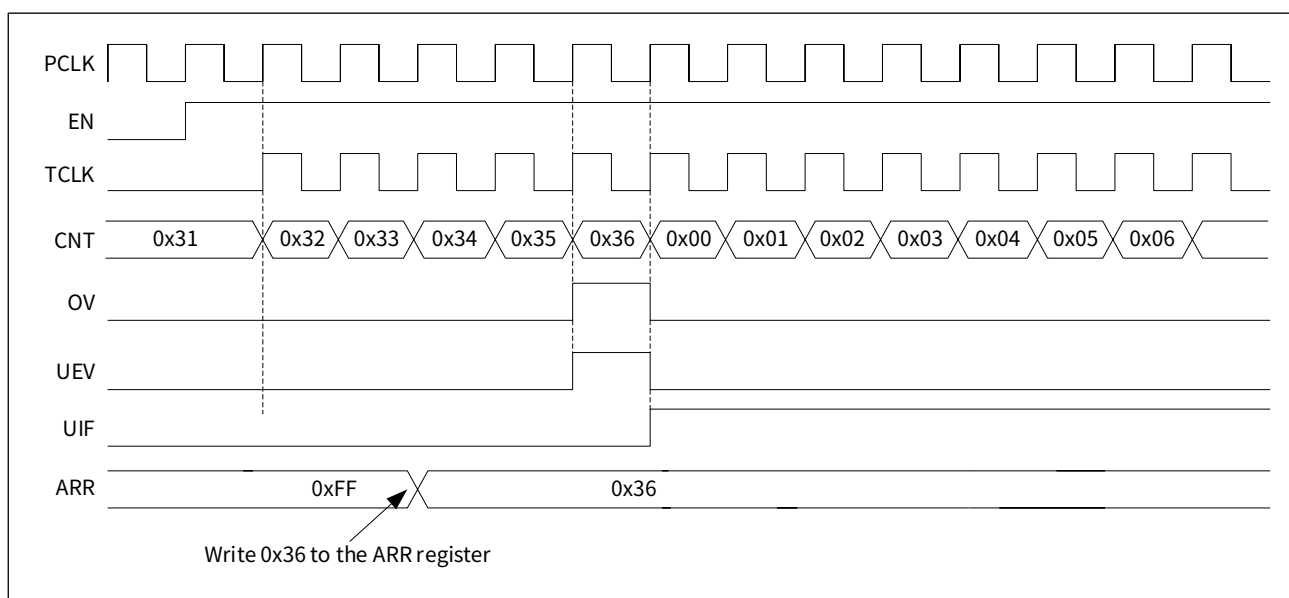 PCLK
EN
TCLK
CNT 0x31 0x32 0x33 0x34 0x35 0x36 0x00 0x01 0x02 0x03 0x04 0x05 0x06
OV
UEV
UIF
ARR 0xFF 0x36
Write 0x36 to the ARR register